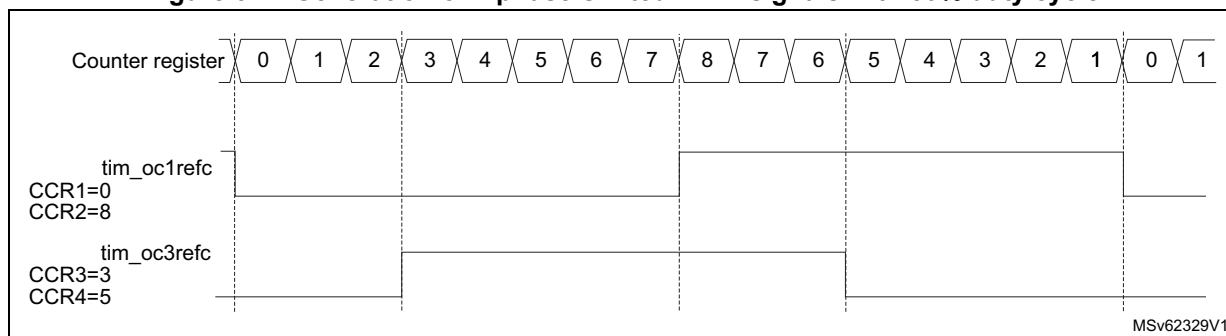 Counter register 0 1 2 3 4 5 6 7 8 7 6 5 4 3 2 1 0 1
tim_oc1refc
CCR1=0
CCR2=8
tim_oc3refc
CCR3=3
CCR4=5
MSv62329V1